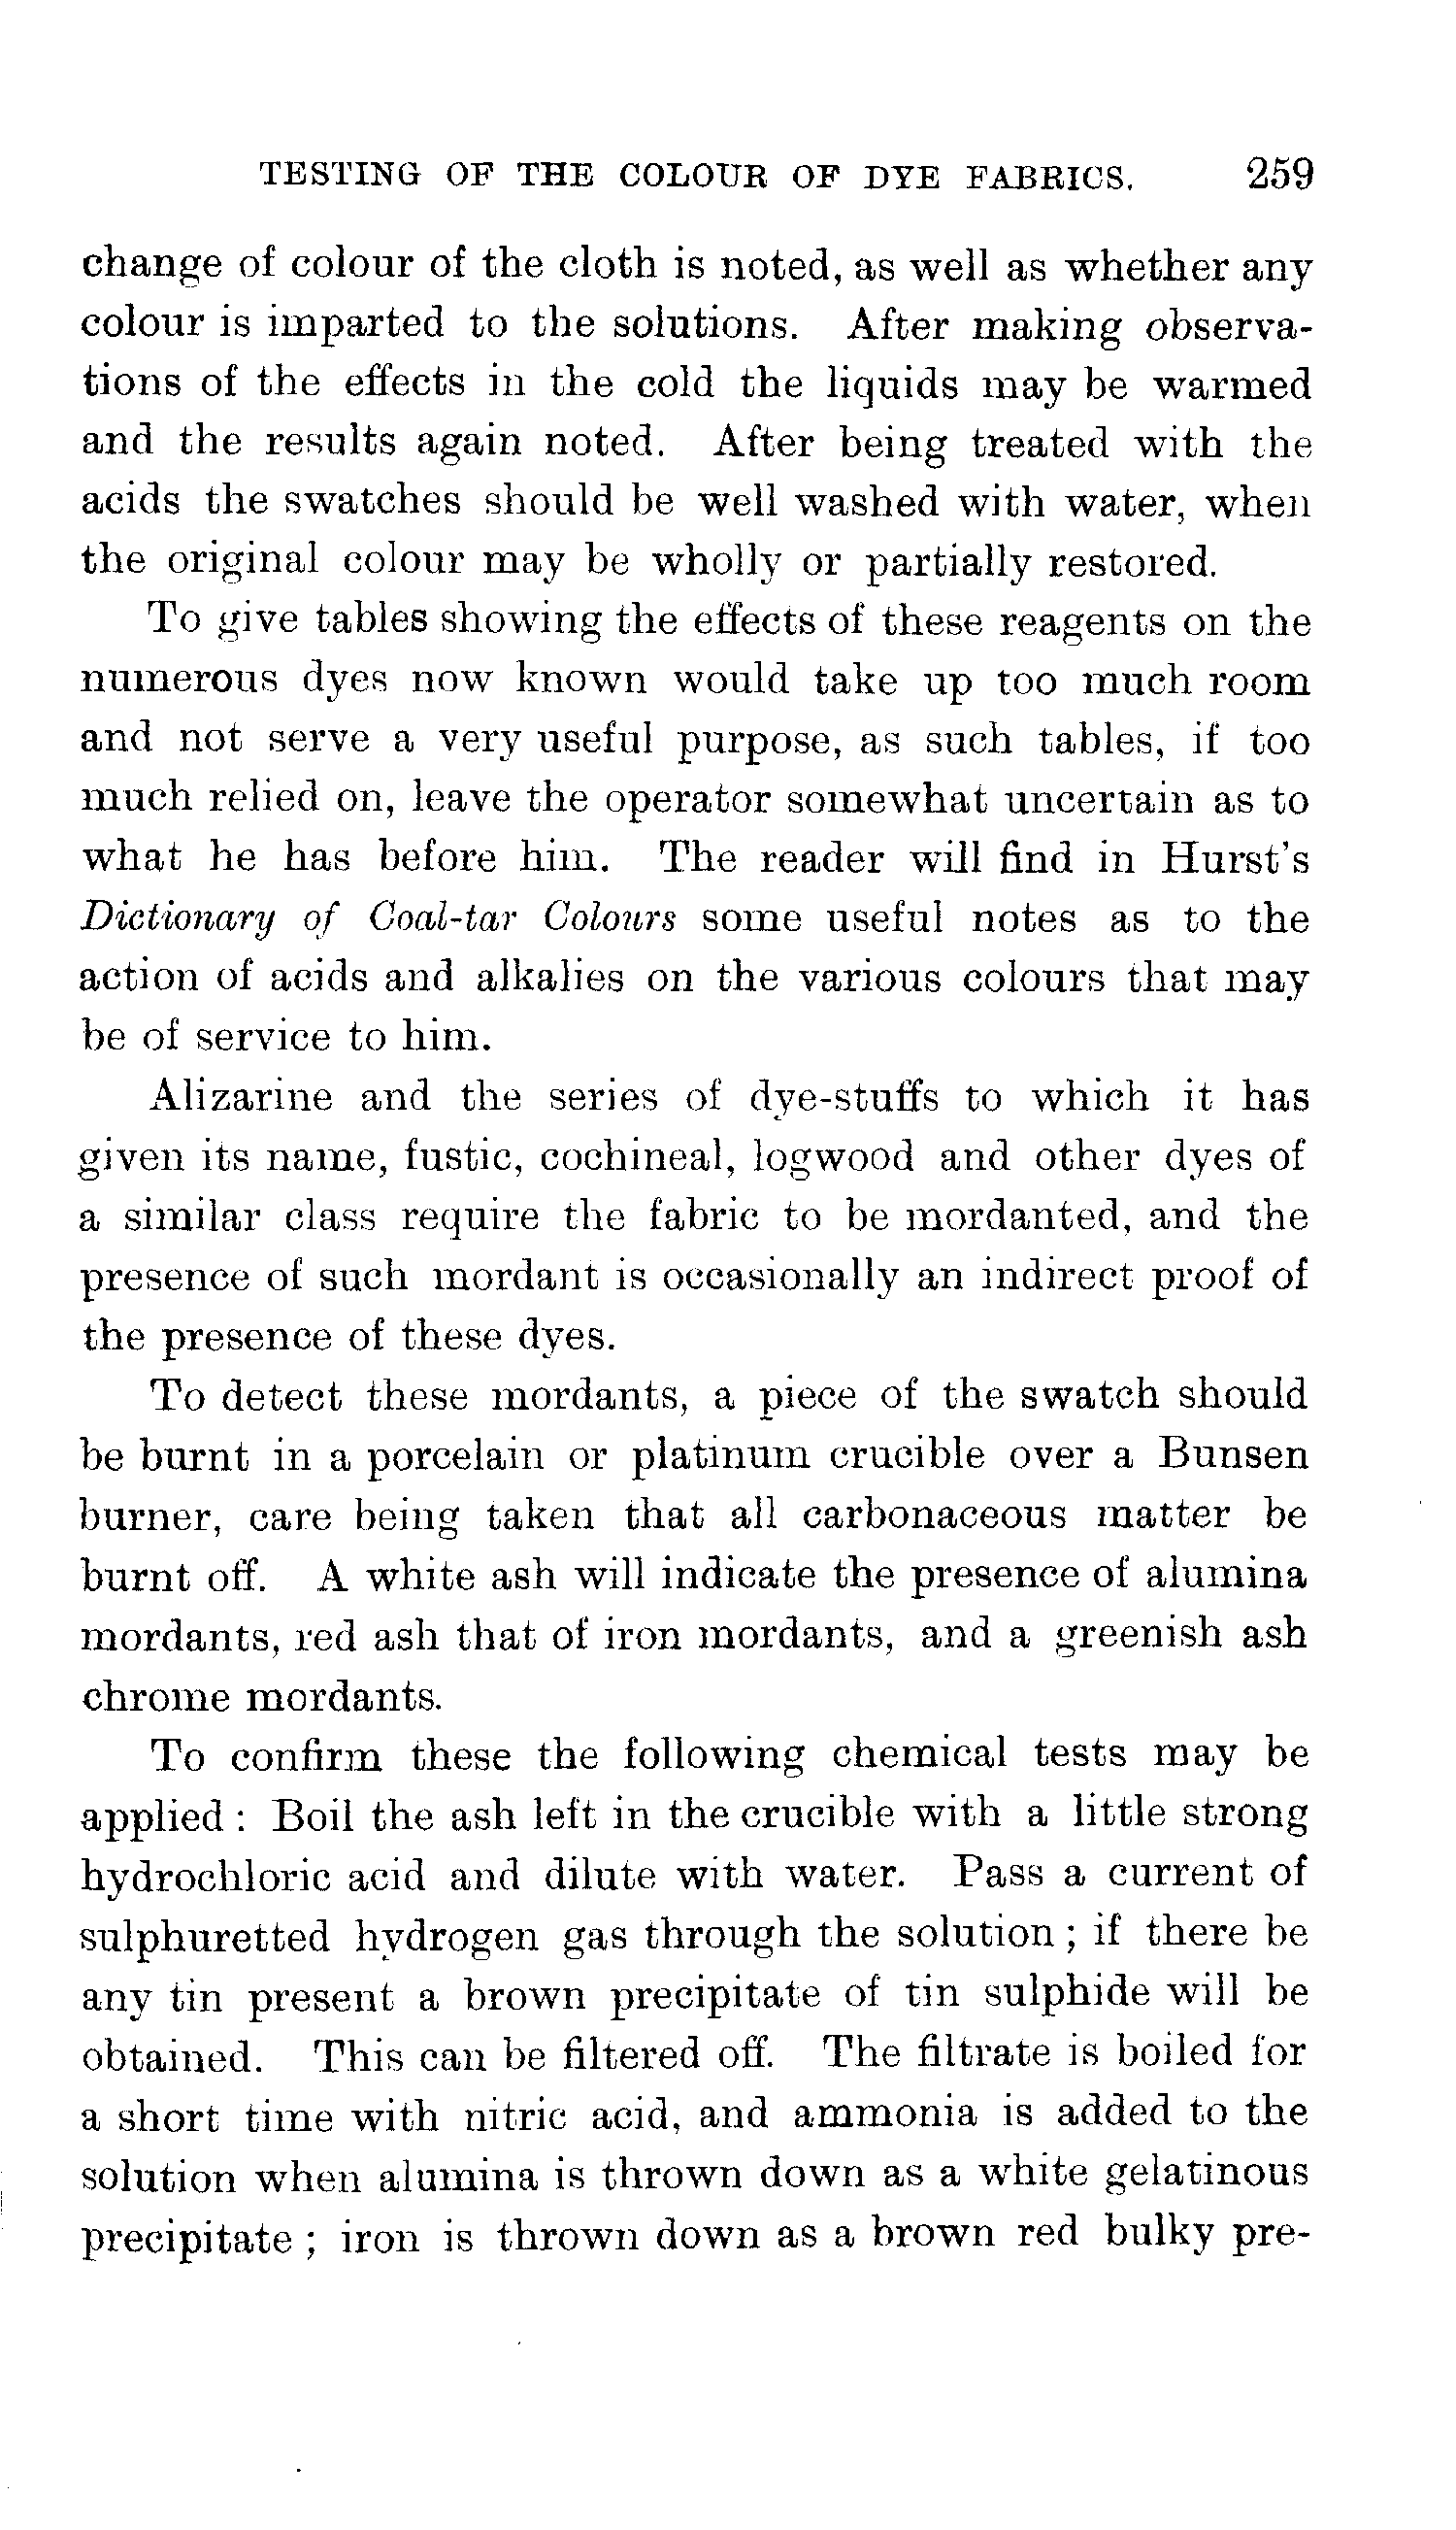 TESTING OF THE COLOUR OF DYE FABRICS. 259
change of colour of the cloth is noted, as well as whether any
colour is imparted to the solutions. After making observa-
tions of the effects in the cold the liquids may be warmed
and the results again noted. After being treated with the
acids the swatches should be well washed with water, when
the original colour may be wholly or partially restored.
To give tables showing the effects of these reagents on the
numerous dyes now known would take up too much room
and not serve a very useful purpose, as such tables, if too
much relied on, leave the operator somewhat uncertain as to
what he has before him. The reader will find in Hurst's
Dictionary of Coal-tar Colours some useful notes as to the
action of acids and alkalies on the various colours that may
be of service to him.
Alizarine and the series of dye-stuffs to which it has
given its name, fustic, cochineal, logwood and other dyes of
a similar class require the fabric to be mordanted, and the
presence of such mordant is occasionally an indirect proof of
the presence of these dyes.
To detect these mordants, a piece of the swatch should
be burnt in a porcelain or platinum crucible over a Bunsen
burner, care being taken that all carbonaceous matter be
burnt off. A white ash will indicate the presence of alumina
mordants, red ash that of iron mordants, and a greenish ash
chrome mordants.
To confirm these the following chemical tests may be
applied : Boil the ash left in the crucible with a little strong
hydrochloric acid and dilute with water. Pass a current of
sulphuretted hydrogen gas through the solution ; if there be
any tin present a brown precipitate of tin sulphide will be
obtained. This can be filtered off. The filtrate is boiled for
a short time with nitric acid, and ammonia is added to the
solution when alumina is thrown down as a white gelatinous
precipitate ; iron is thrown down as a brown red bulky pre-